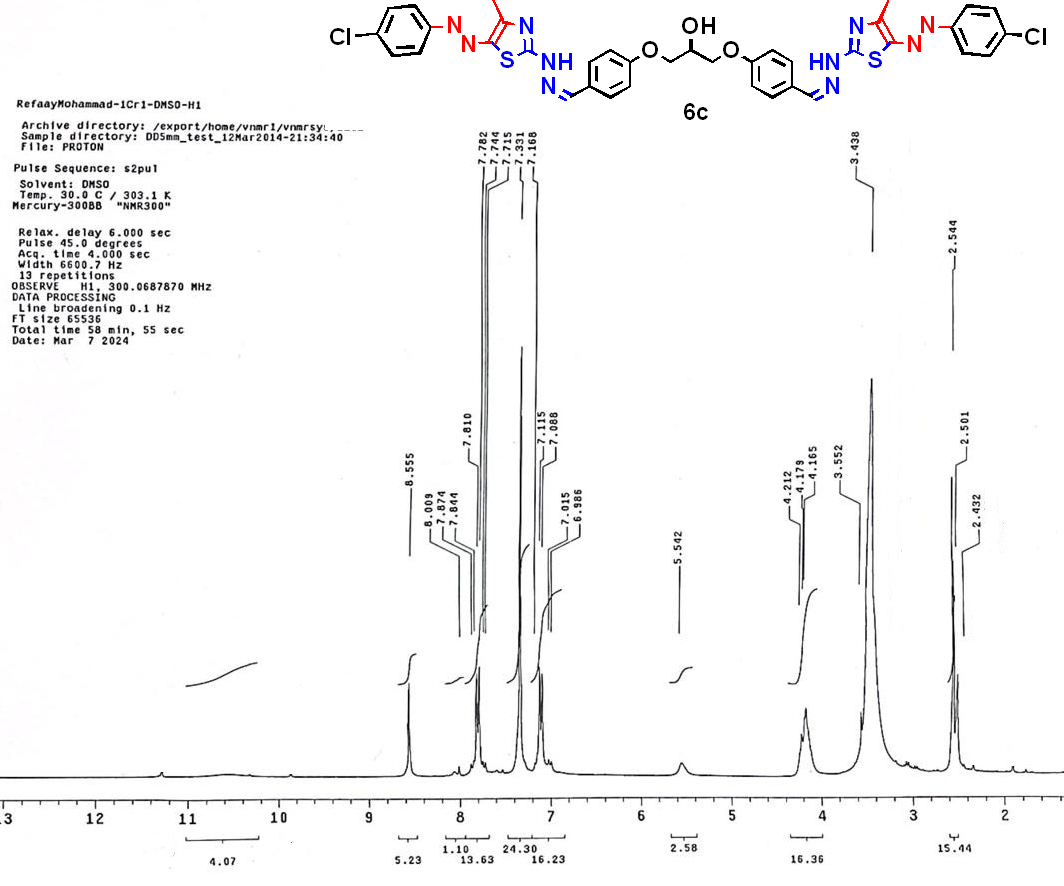 Cl
N
N
N
S
NH
N
O
OH
O
HN
N
N
S
N
N
Cl
6c
RefaayMohammad-1Cr1-DMSO-H1
Archive directory: /export/home/vnmr1/vnmrsy
Sample directory: DD5mm_test_12Mar2014-21:34:40
File: PROTON
Pulse Sequence: s2pul
Solvent: DMSO
Temp. 30.0 C / 303.1 K
Mercury-300BB "NMR300"
Relax. delay 6.000 sec
Pulse 45.0 degrees
Acq. time 4.000 sec
Width 6600.7 Hz
13 repetitions
OBSERVE H1, 300.0687870 MHz
DATA PROCESSING
Line broadening 0.1 Hz
FT size 65536
Total time 58 min, 55 sec
Date: Mar 7 2024
8.555
8.009
7.874
7.844
7.810
7.782
7.744
7.715
7.331
7.168
7.115
7.088
7.015
6.986
5.542
4.212
4.179
4.165
3.552
3.438
2.544
2.501
2.432
13 12 11 10 9 8 7 6 5 4 3 2
4.07 5.23 1.10 13.63 24.30 16.23 2.58 16.36 15.44